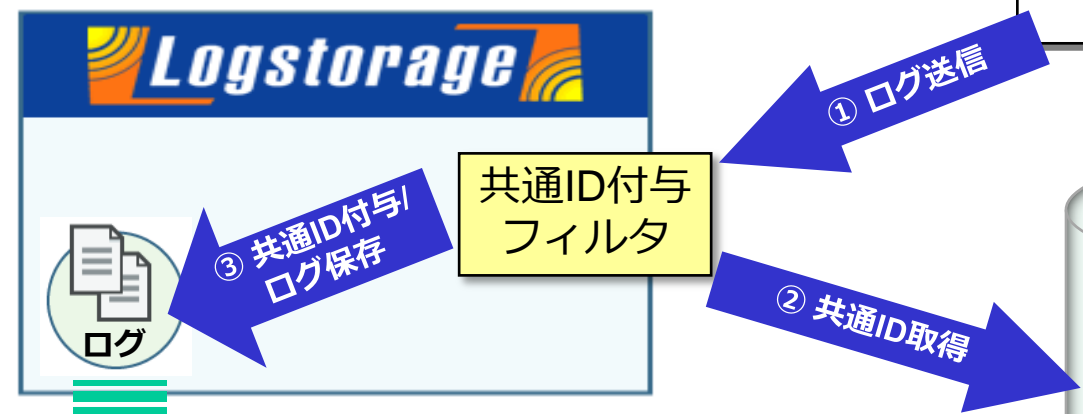 Logstorage
① ログ送信
共通ID付与
フィルタ
③ 共通ID付与/
ログ保存
② 共通ID取得
ログ